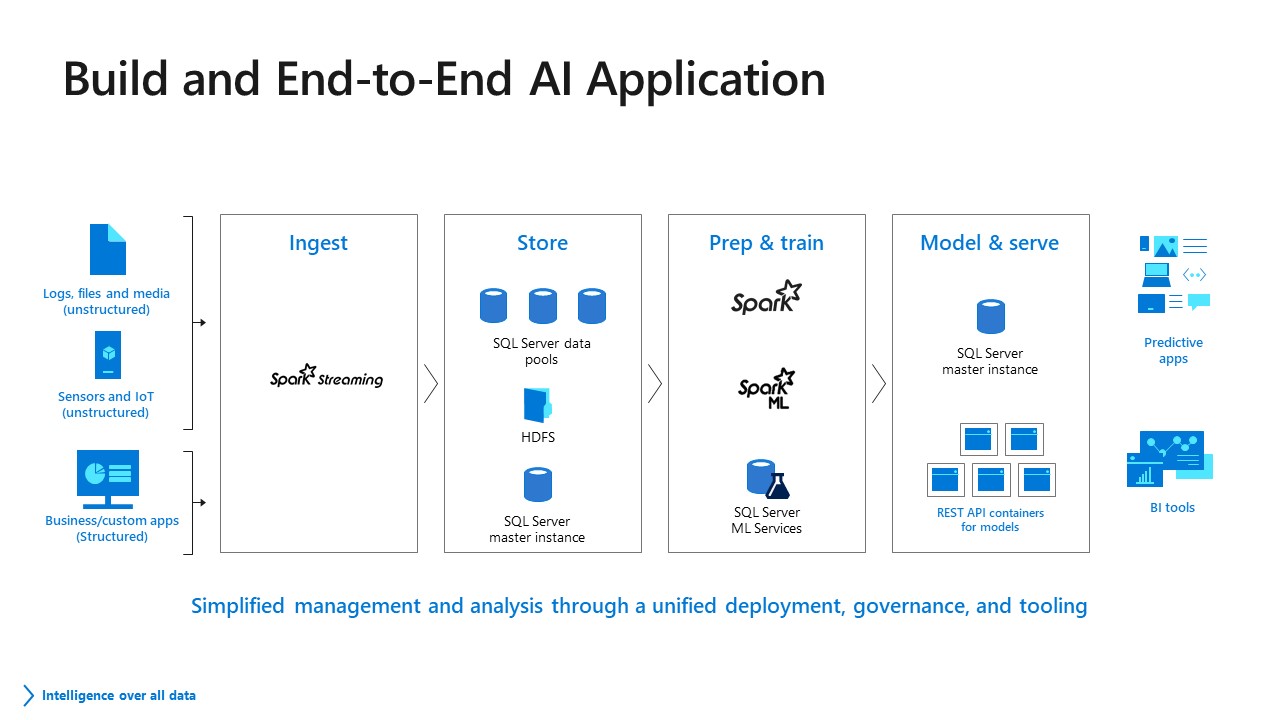 Build and End-to-End AI Application
Logs, files and media
(unstructured)
Sensors and IoT
(unstructured)
Business/custom apps
(Structured)
Ingest
Spark Streaming
Store
SQL Server data
pools
HDFS
SQL Server
master instance
Prep & train
Spark
Spark
ML
SQL Server
ML Services
Model & serve
SQL Server
master instance
REST API containers
for models
Predictive
apps
BI tools
Simplified management and analysis through a unified deployment, governance, and tooling
Intelligence over all data